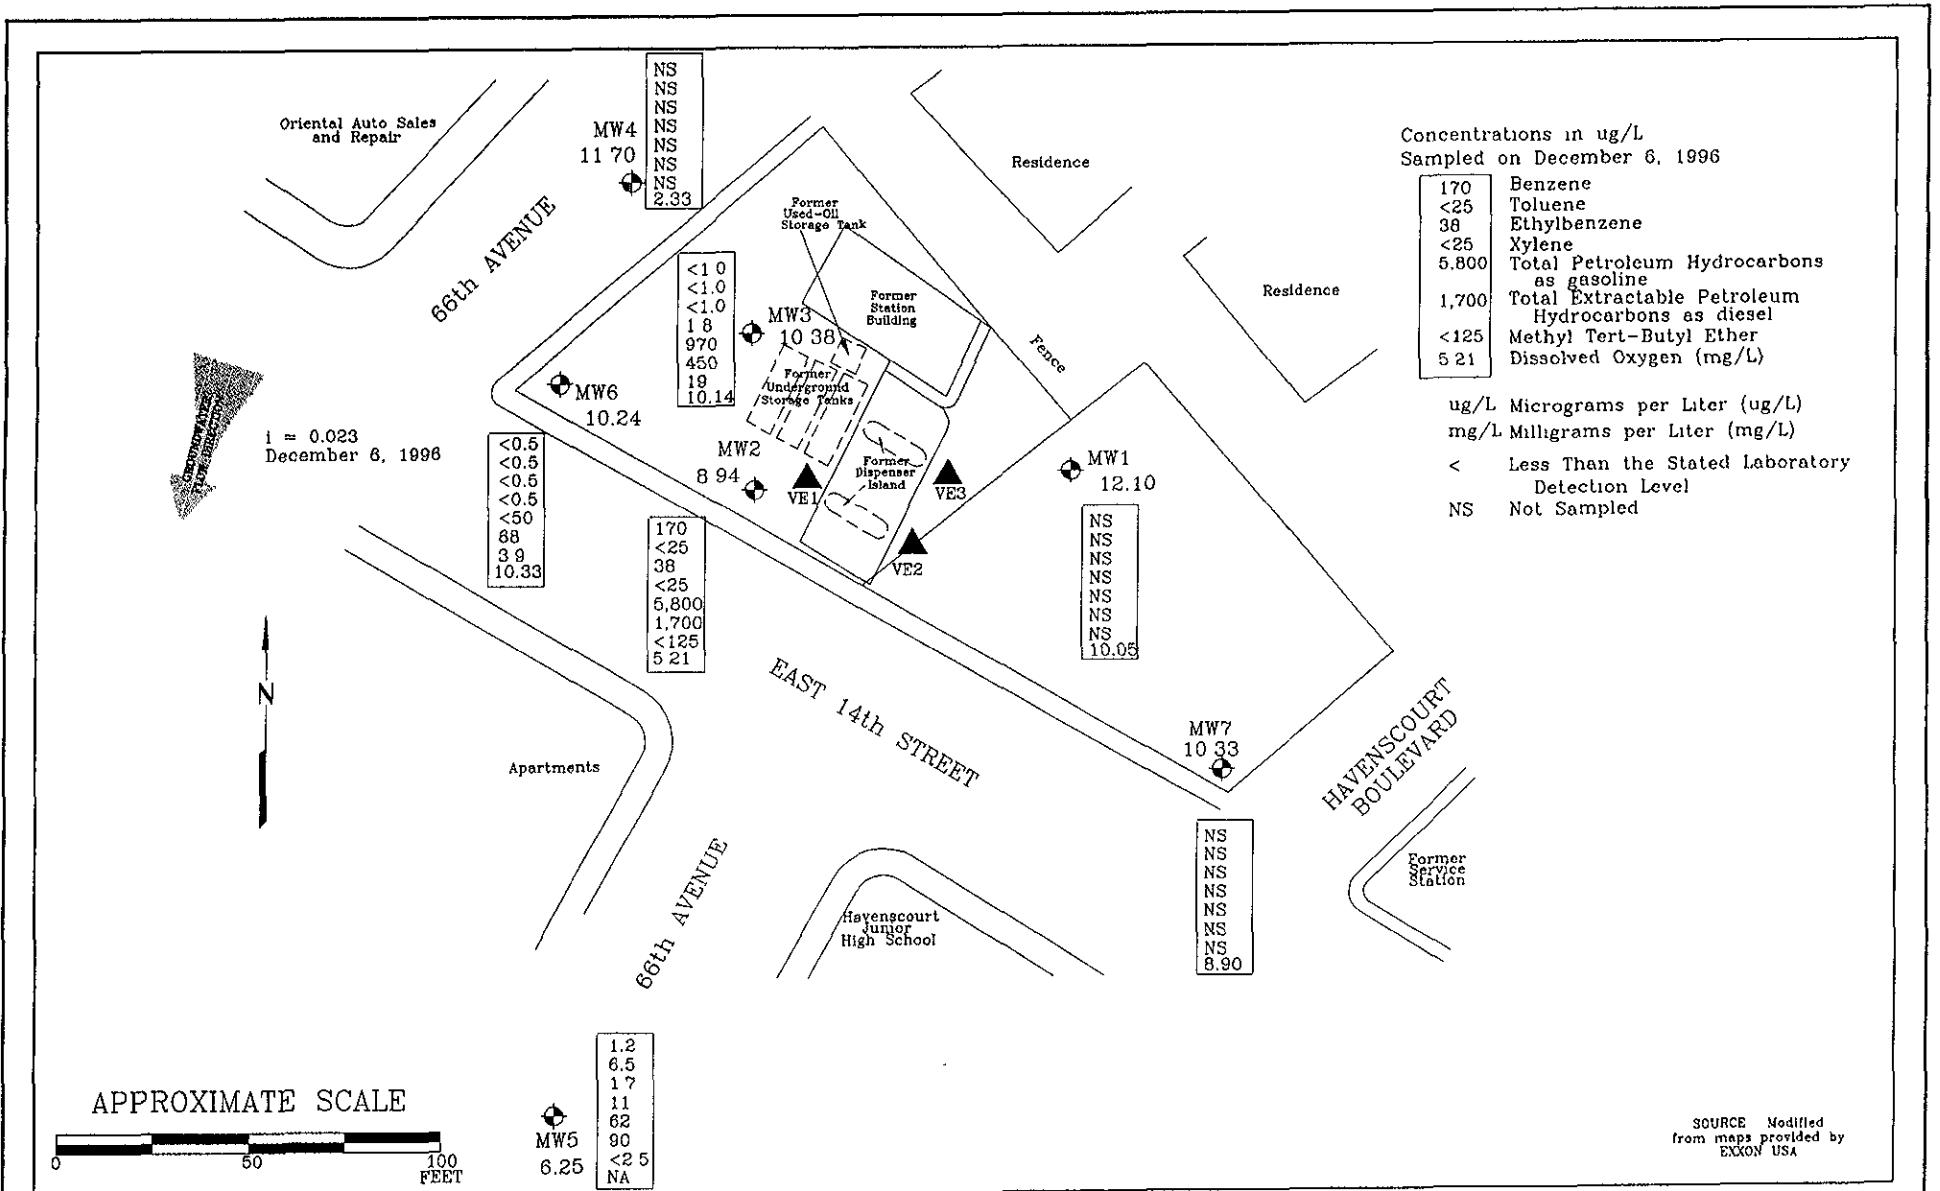 NS
NS
NS
NS
NS
NS
NS
2.33
MW4
11 70
Oriental Auto Sales
and Repair
66th AVENUE
Residence
Residence
Concentrations in ug/L
Sampled on December 6, 1996
170 Benzene
<25 Toluene
38 Ethylbenzene
<25 Xylene
5,800 Total Petroleum Hydrocarbons
as gasoline
1,700 Total Extractable Petroleum
Hydrocarbons as diesel
<125 Methyl Tert-Butyl Ether
5 21 Dissolved Oxygen (mg/L)
ug/L Micrograms per Liter (ug/L)
mg/L Milligrams per Liter (mg/L)
< Less Than the Stated Laboratory
Detection Level
NS Not Sampled
Former
Used-Oil
Storage Tank
Former
Station
Building
Fence
<1 0
<1.0
<1.0
1 8
970
450
19
10.14
MW3
10 38
Former
Underground
Storage Tanks
Former
Dispenser
Island
GROUNDWATER
FLOW DIRECTION
i = 0.023
December 6, 1996
MW6
10.24
<0.5
<0.5
<0.5
<0.5
<50
88
3 9
10.33
MW2
8 94
170
<25
38
<25
5,800
1,700
<125
5 21
VE1
VE3
VE2
MW1
12.10
NS
NS
NS
NS
NS
NS
NS
10.05
N
EAST 14th STREET
Apartments
MW7
10 33
NS
NS
NS
NS
NS
NS
NS
8.90
HAVENSCOURT
BOULEVARD
Former
Service
Station
66th AVENUE
Havenscourt
Junior
High School
MW5
6.25
1.2
6.5
1 7
11
62
90
<2 5
NA
APPROXIMATE SCALE
0 50 100
FEET
SOURCE Modified
from maps provided by
EXXON USA